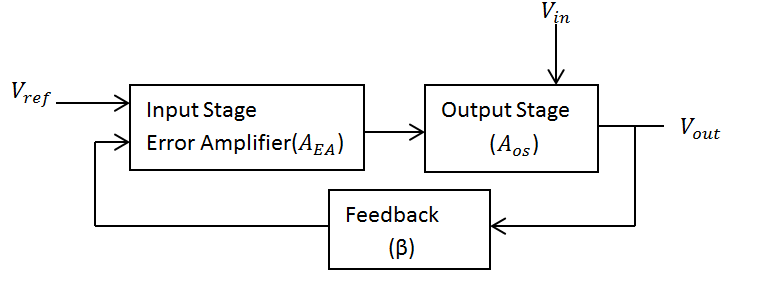 V_in
V_ref
Input Stage
Error Amplifier(A_EA)
Output Stage
(A_os)
V_out
Feedback
(β)